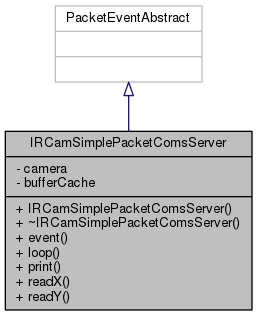 PacketEventAbstract
IRCamSimplePacketComsServer
- camera
- bufferCache
+ IRCamSimplePacketComsServer()
+ ~IRCamSimplePacketComsServer()
+ event()
+ loop()
+ print()
+ readX()
+ readY()